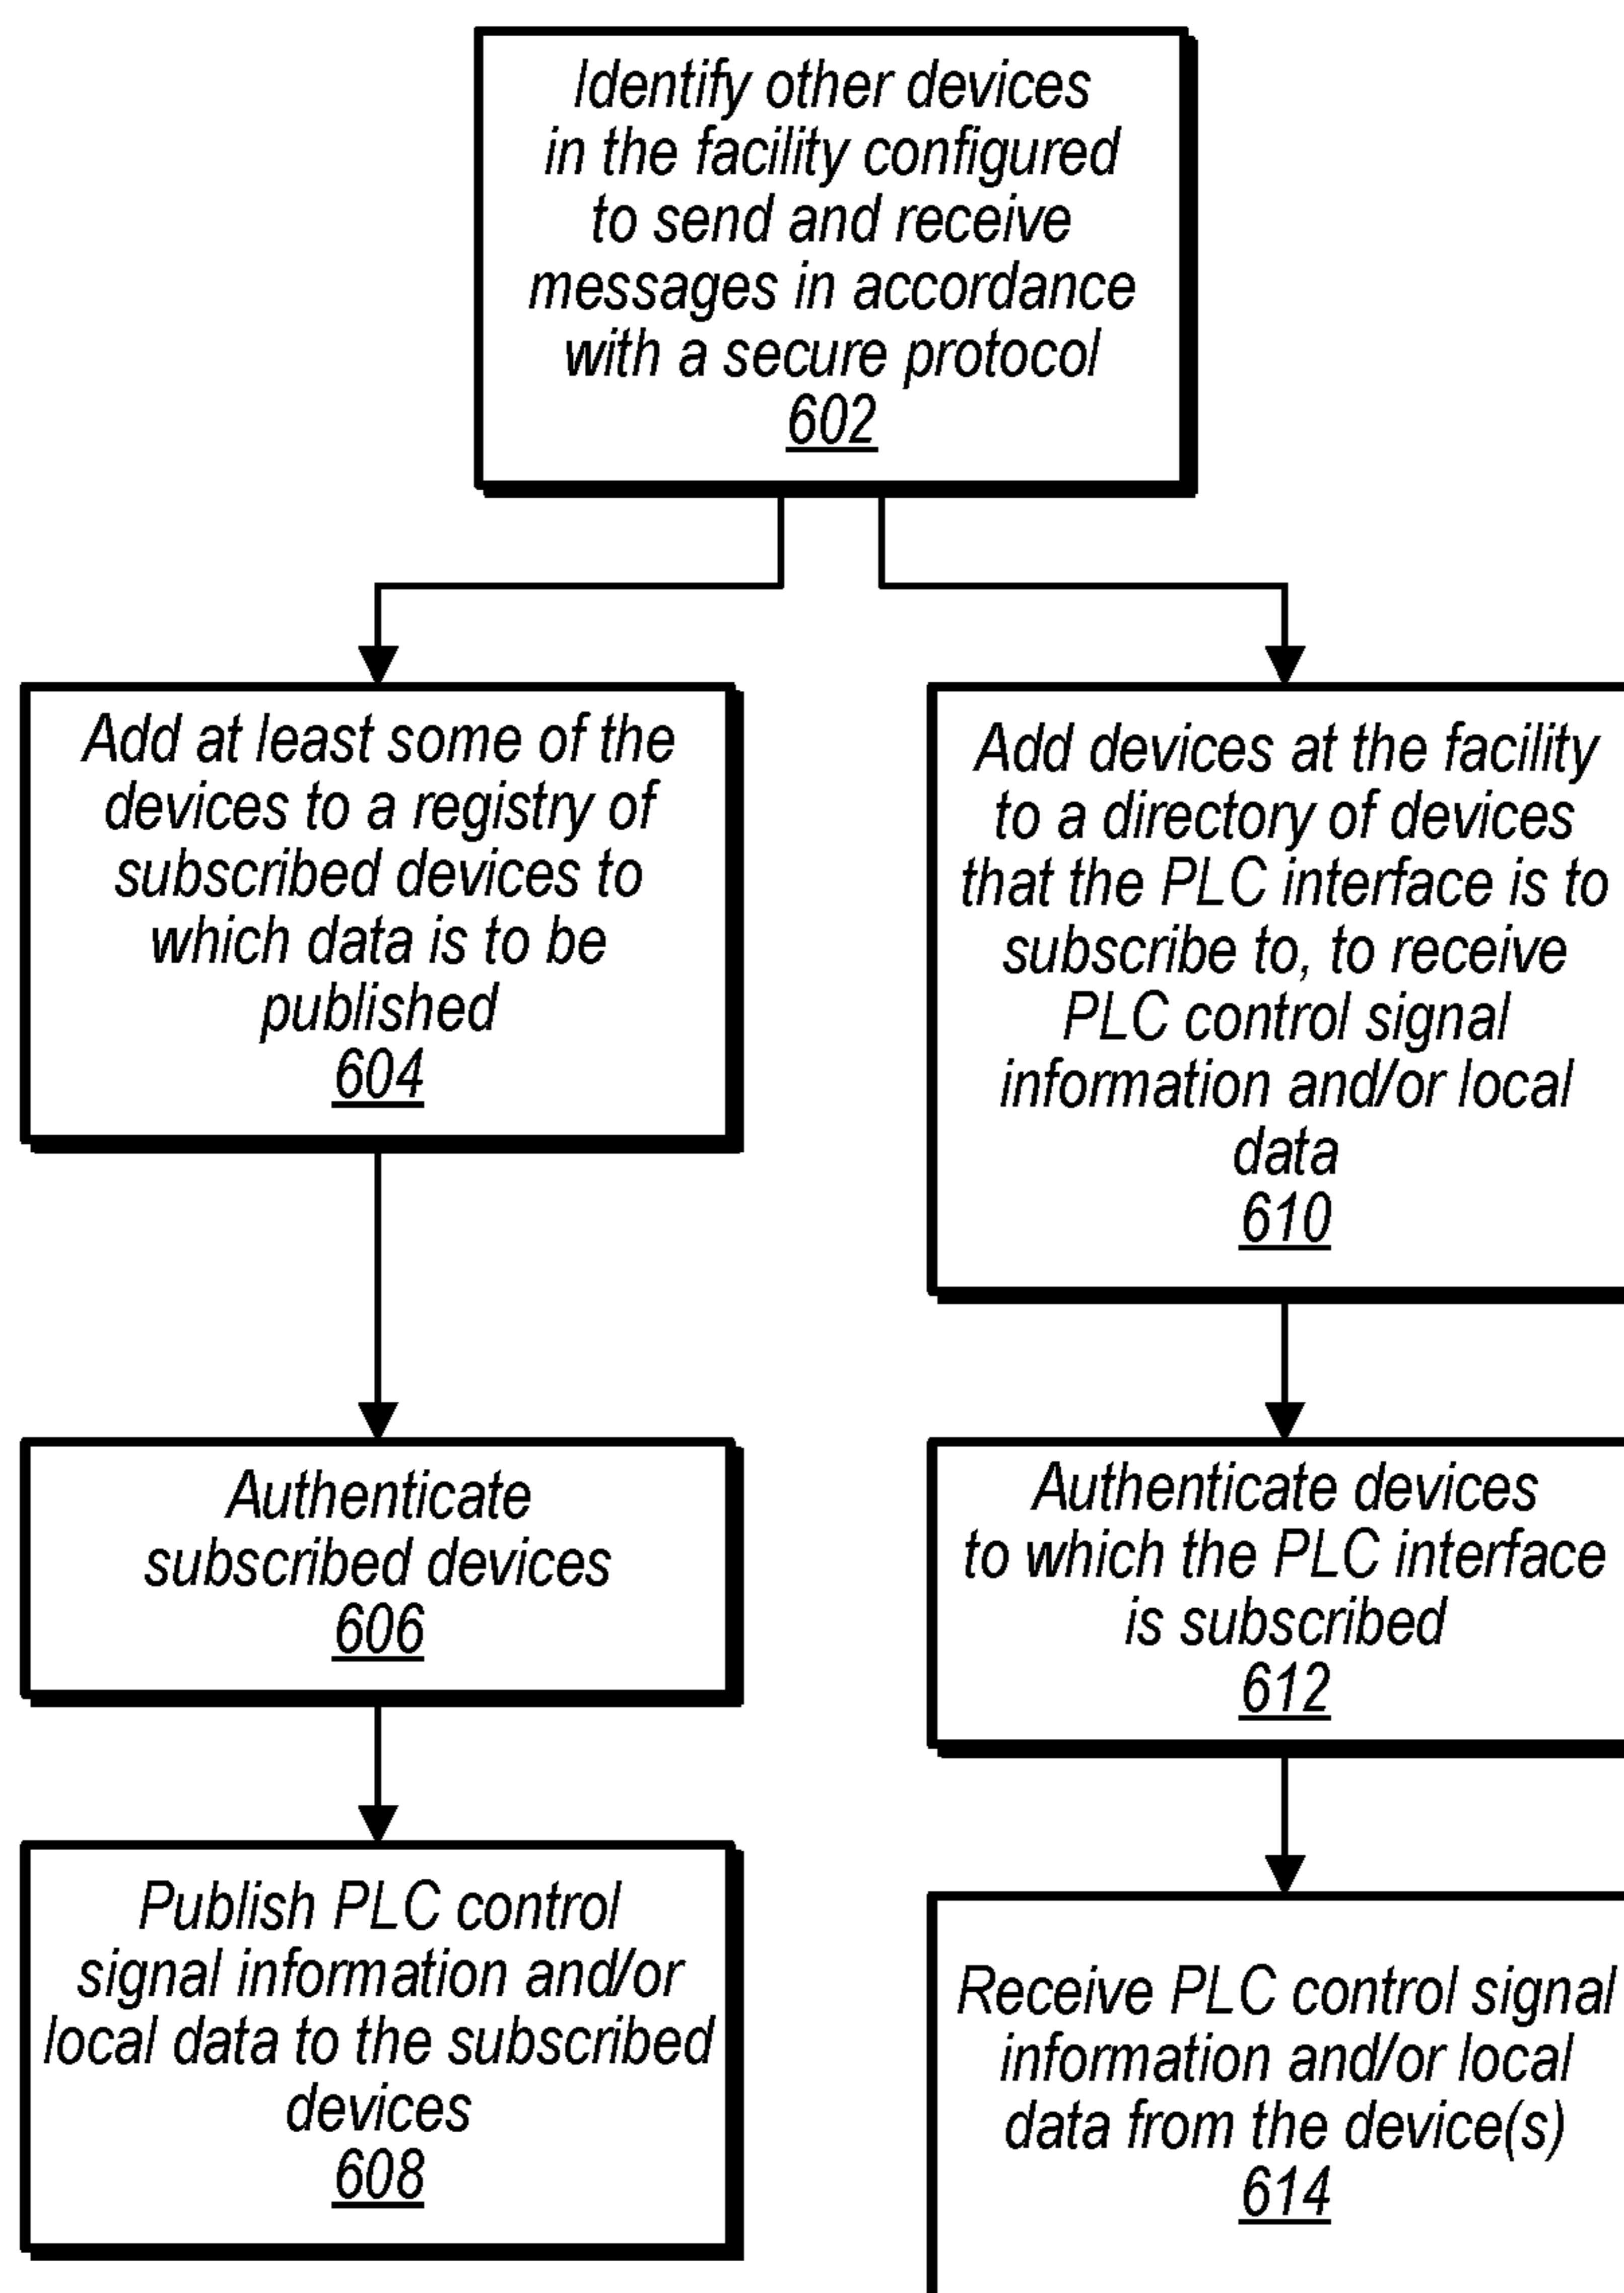 Identify other devices
in the facility configured
to send and receive
messages in accordance
with a secure protocol
602
Add at least some of the
devices to a registry of
subscribed devices to
which data is to be
published
604
Authenticate
subscribed devices
606
Publish PLC control
signal information and/or
local data to the subscribed
devices
608
Add devices at the facility
to a directory of devices
that the PLC interface is to
subscribe to, to receive
PLC control signal
information and/or local
data
610
Authenticate devices
to which the PLC interface
is subscribed
612
Receive PLC control signal
information and/or local
data from the device(s)
614